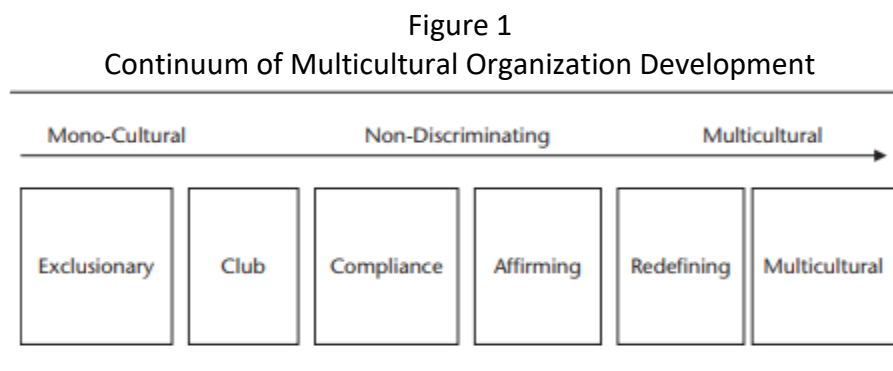 Figure 1
Continuum of Multicultural Organization Development
Mono-Cultural Non-Discriminating Multicultural
Exclusionary Club Compliance Affirming Redefining Multicultural